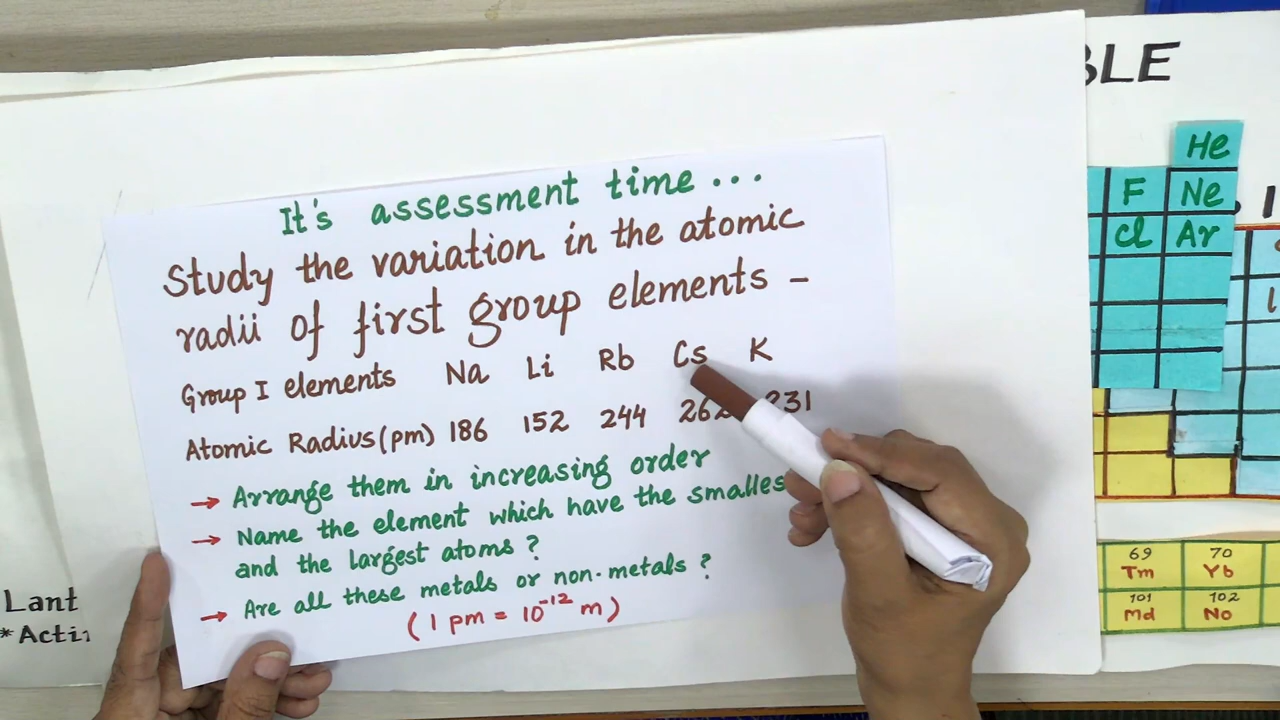 It's assessment time...
Study the variation in the atomic
radii of first group elements -
Group I elements Na Li Rb Cs K
Atomic Radius(pm) 186 152 244 262 231
→ Arrange them in increasing order
→ Name the element which have the smalles
and the largest atoms?
→ Are all these metals or non-metals?
(1 pm = 10⁻¹² m)
BLE
He
F Ne
Cl Ar
Lant
*Acti
69 70
Tm Yb
101 102
Md No